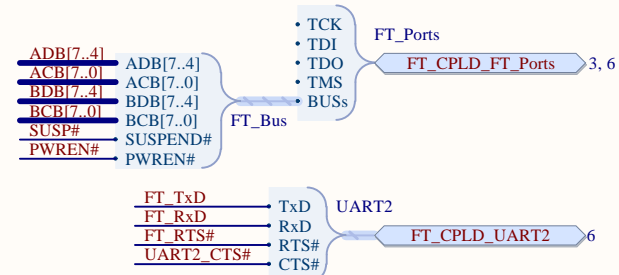 TCK
TDI
TDO
TMS
BUSs
FT_Ports
FT_CPLD_FT_Ports
3, 6
ADB[7..4]
ACB[7..0]
BDB[7..4]
BCB[7..0]
SUSP#
PWREN#
ADB[7..4]
ACB[7..0]
BDB[7..4]
BCB[7..0]
SUSPEND#
PWREN#
FT_Bus
FT_TxD
FT_RxD
FT_RTS#
UART2_CTS#
TxD
RxD
RTS#
CTS#
UART2
FT_CPLD_UART2
6